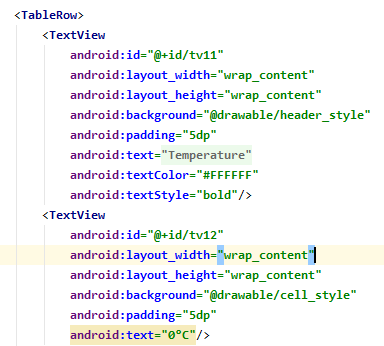 <TableRow>
<TextView
android:id="@+id/tv11"
android:layout_width="wrap_content"
android:layout_height="wrap_content"
android:background="@drawable/header_style"
android:padding="5dp"
android:text="Temperature"
android:textColor="#FFFFFF"
android:textStyle="bold"/>
<TextView
android:id="@+id/tv12"
android:layout_width="wrap_content"
android:layout_height="wrap_content"
android:background="@drawable/cell_style"
android:padding="5dp"
android:text="0°C"/>